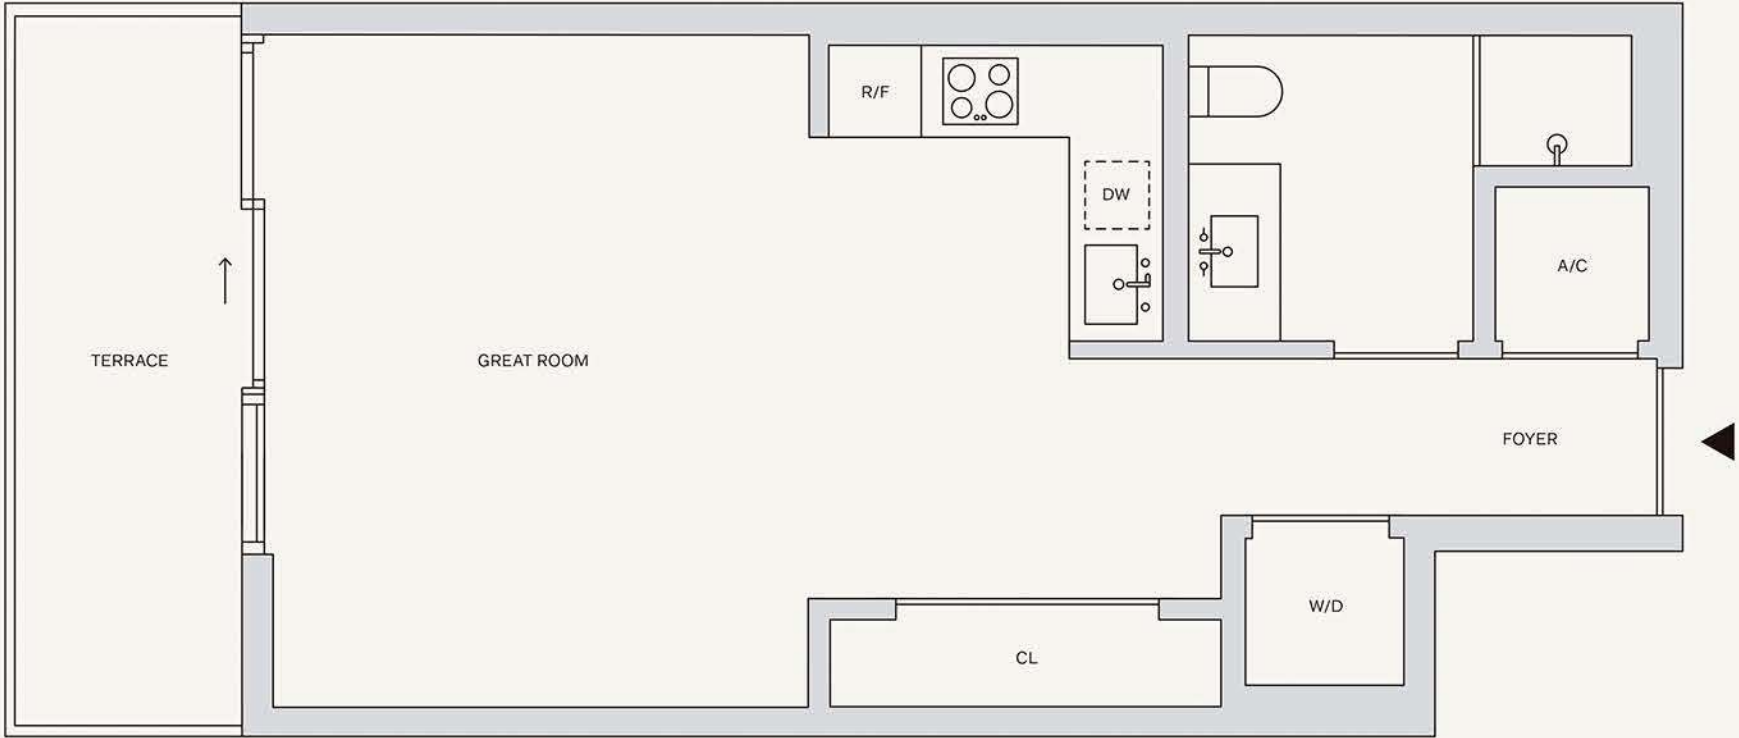 R/F
DW
A/C
TERRACE
GREAT ROOM
FOYER
W/D
CL